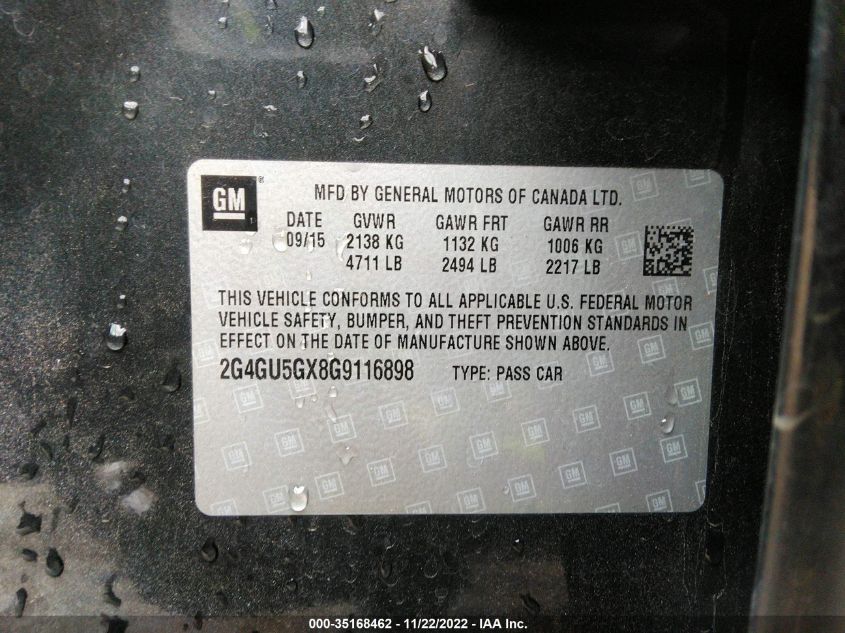 GM ®
MFD BY GENERAL MOTORS OF CANADA LTD.
DATE GVWR GAWR FRT GAWR RR
09/15 2138 KG 1132 KG 1006 KG
4711 LB 2494 LB 2217 LB
THIS VEHICLE CONFORMS TO ALL APPLICABLE U.S. FEDERAL MOTOR
VEHICLE SAFETY, BUMPER, AND THEFT PREVENTION STANDARDS IN
EFFECT ON THE DATE OF MANUFACTURE SHOWN ABOVE.
2G4GU5GX8G9116898 TYPE: PASS CAR
000-35168462 - 11/22/2022 - IAA Inc.